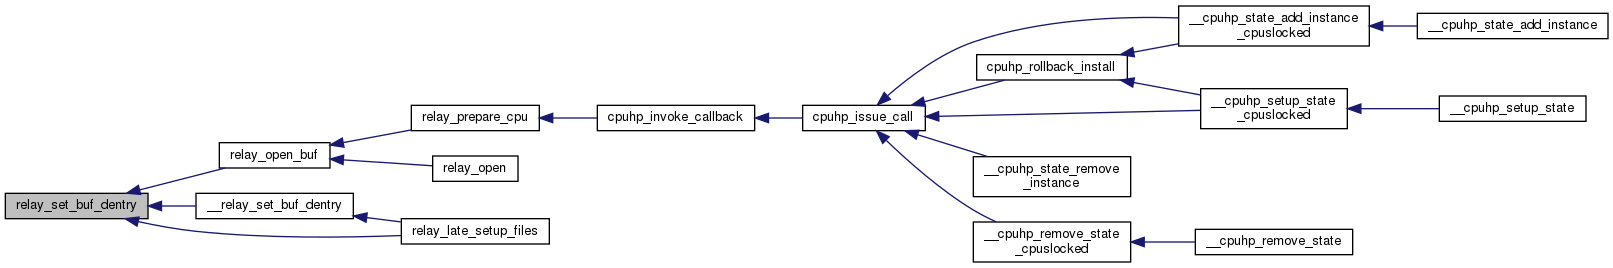 relay_set_buf_dentry
relay_open_buf
__relay_set_buf_dentry
relay_late_setup_files
relay_prepare_cpu
relay_open
cpuhp_invoke_callback
cpuhp_issue_call
__cpuhp_state_add_instance
_cpuslocked
cpuhp_rollback_install
__cpuhp_setup_state
_cpuslocked
__cpuhp_state_remove
_instance
__cpuhp_remove_state
_cpuslocked
__cpuhp_state_add_instance
__cpuhp_setup_state
__cpuhp_remove_state